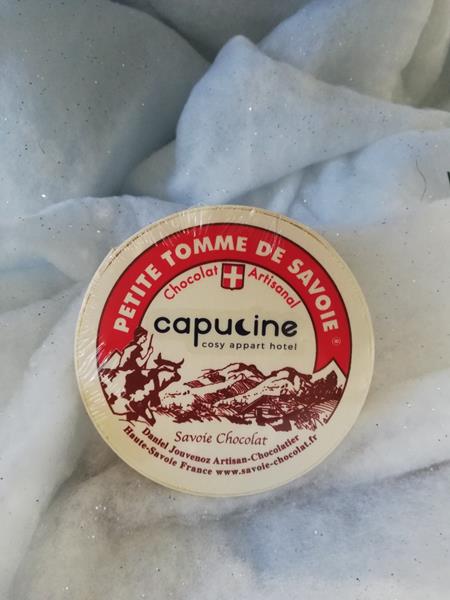 PETITE TOMME DE SAVOIE ®
Chocolat Artisanal
capucine
cosy appart hotel
Savoie Chocolat
Daniel Jouvenoz Artisan-Chocolatier
Haute-Savoie France www.savoie-chocolat.fr